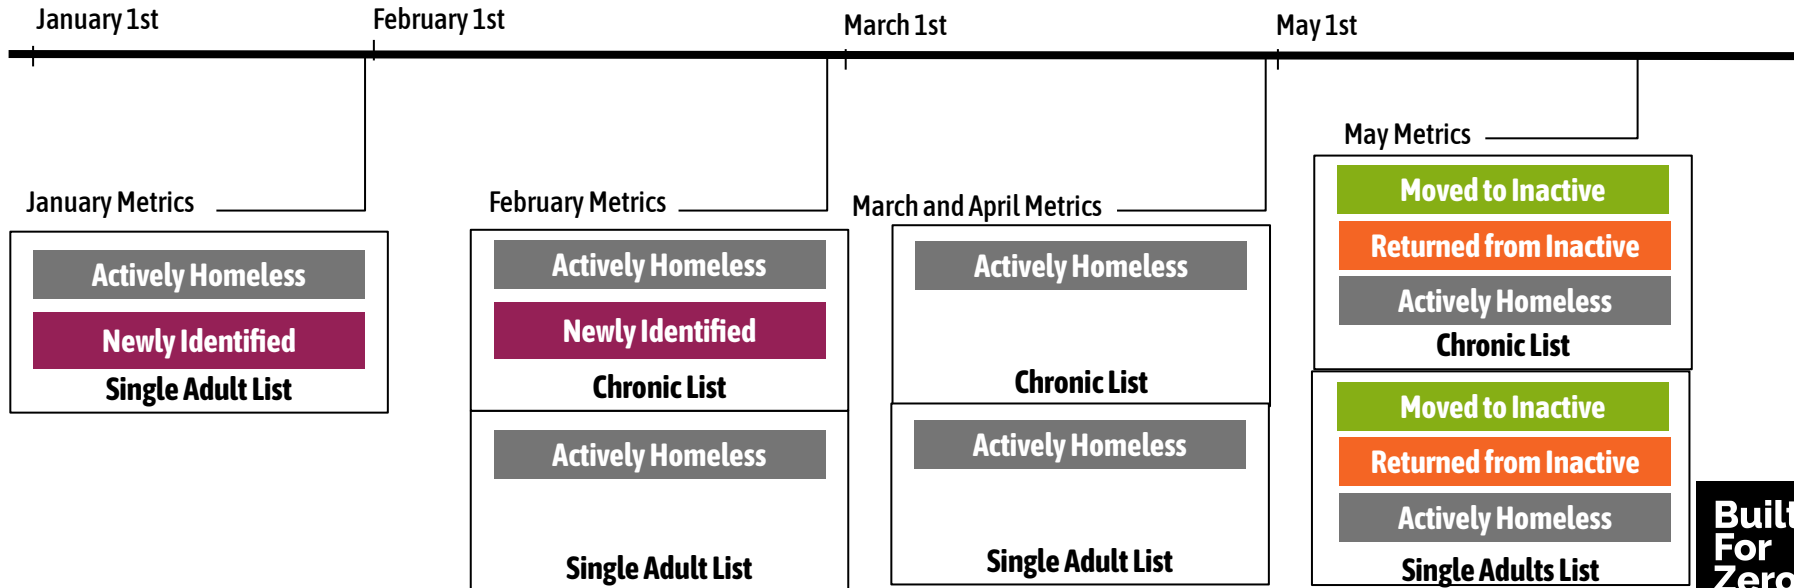 January 1st
February 1st
March 1st
May 1st
January Metrics
Actively Homeless
Newly Identified
Single Adult List
February Metrics
Actively Homeless
Newly Identified
Chronic List
Actively Homeless
Single Adult List
March and April Metrics
Actively Homeless
Chronic List
Actively Homeless
Single Adult List
May Metrics
Moved to Inactive
Returned from Inactive
Actively Homeless
Chronic List
Moved to Inactive
Returned from Inactive
Actively Homeless
Single Adults List
Built
For
Zero